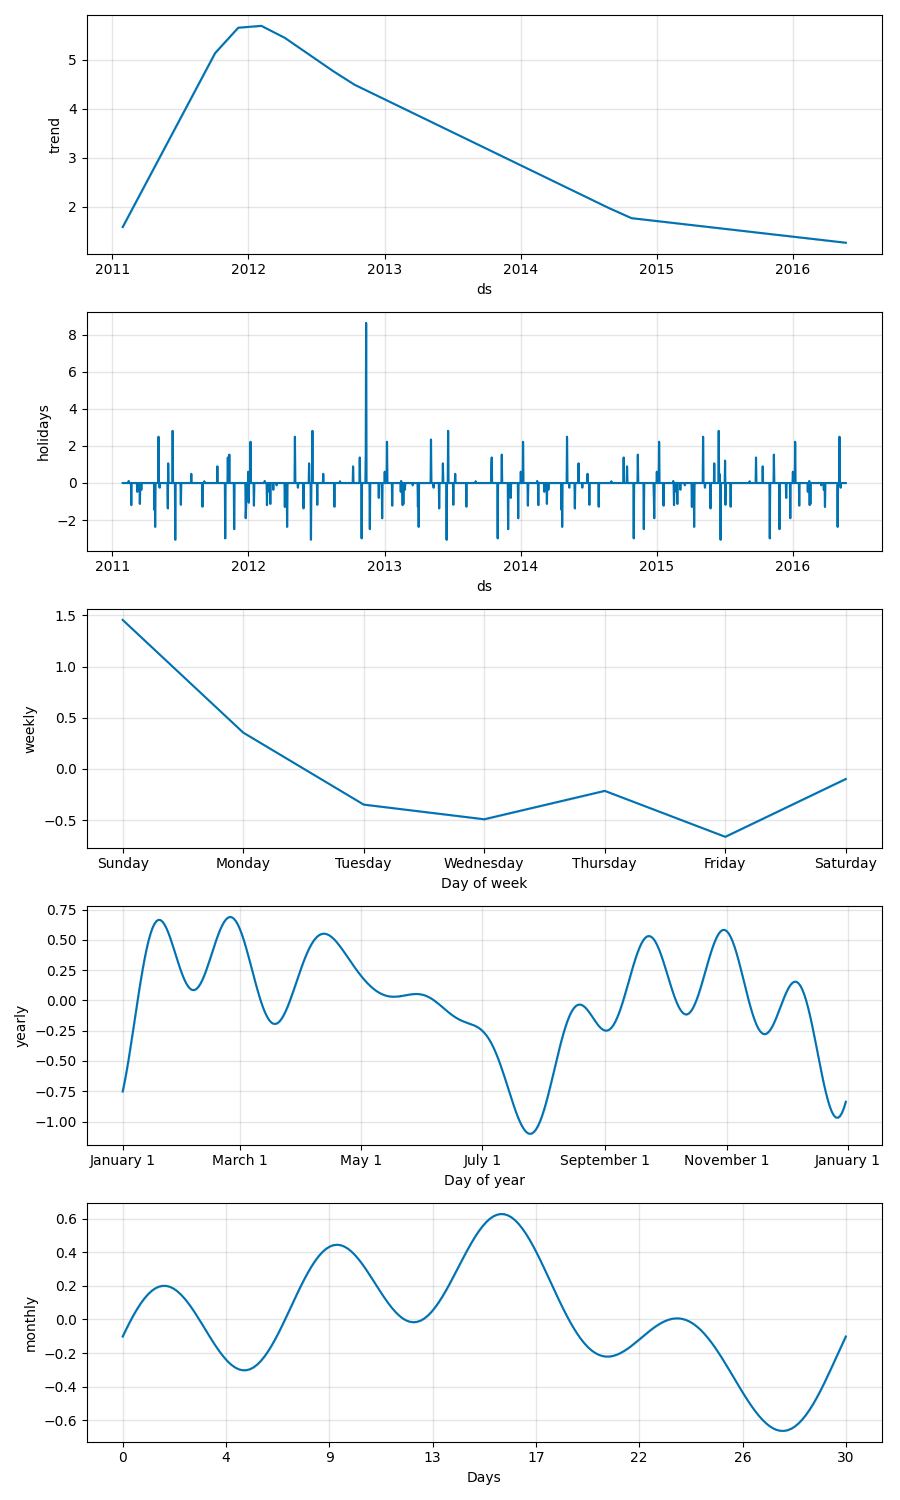 5
4
3
2
trend
2011 2012 2013 2014 2015 2016
ds
8
6
4
2
0
−2
holidays
2011 2012 2013 2014 2015 2016
ds
1.5
1.0
0.5
0.0
−0.5
weekly
Sunday Monday Tuesday Wednesday Thursday Friday Saturday
Day of week
0.75
0.50
0.25
0.00
−0.25
−0.50
−0.75
−1.00
yearly
January 1 March 1 May 1 July 1 September 1 November 1 January 1
Day of year
0.6
0.4
0.2
0.0
−0.2
−0.4
−0.6
monthly
0 4 9 13 17 22 26 30
Days